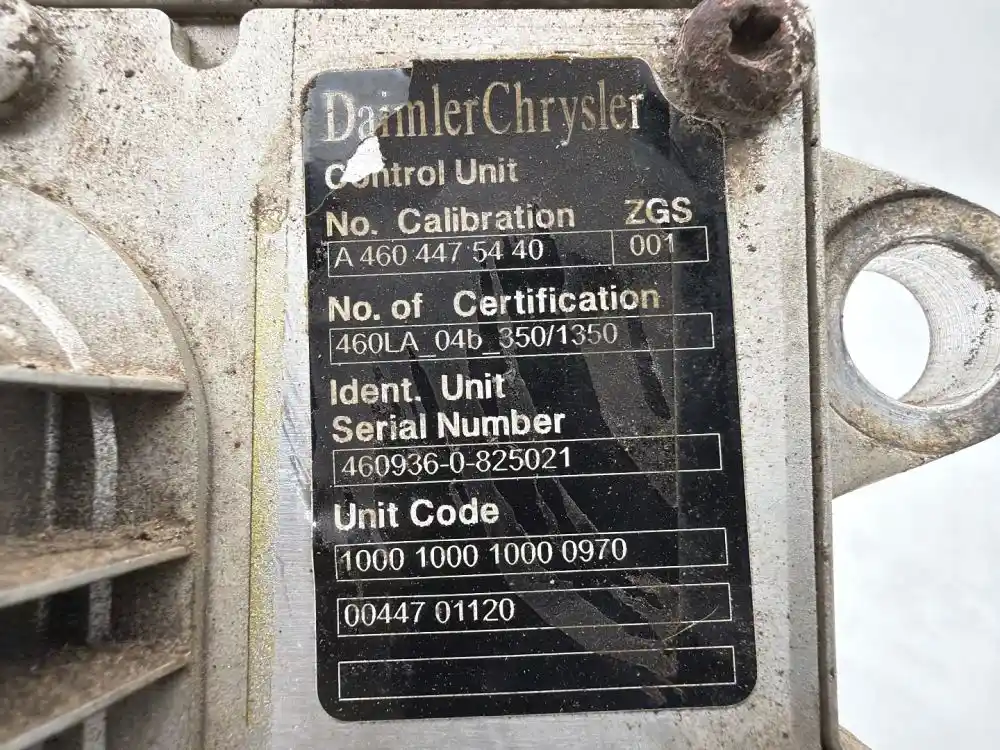 DaimlerChrysler
Control Unit
No. Calibration ZGS
A 460 447 54 40 001
No. of Certification
460LA_04b_350/1350
Ident. Unit
Serial Number
460936-0-825021
Unit Code
1000 1000 1000 0970
00447 01120